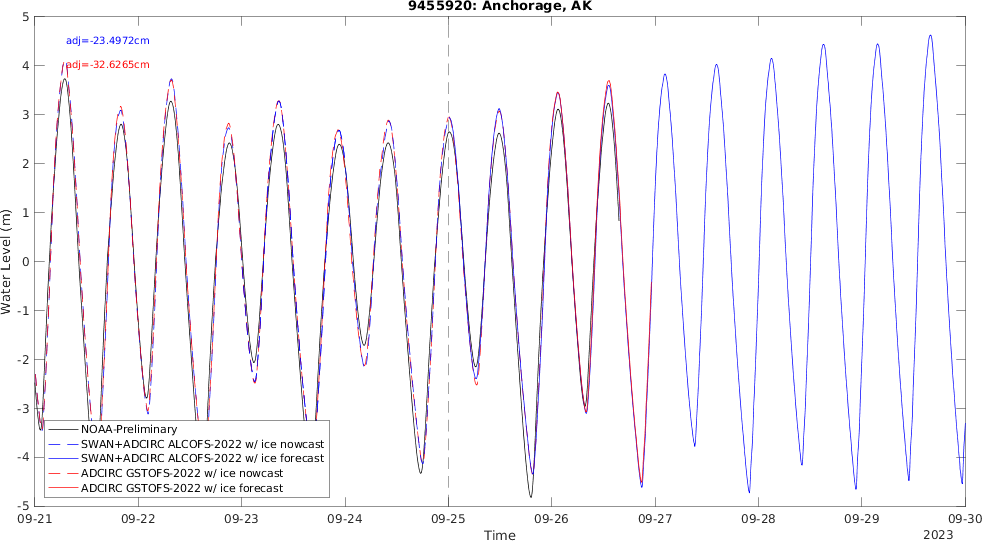 9455920: Anchorage, AK
adj=-23.4972cm
adj=-32.6265cm
5
4
3
2
1
0
-1
-2
-3
-4
-5
Water Level (m)
NOAA-Preliminary
SWAN+ADCIRC ALCOFS-2022 w/ ice nowcast
SWAN+ADCIRC ALCOFS-2022 w/ ice forecast
ADCIRC GSTOFS-2022 w/ ice nowcast
ADCIRC GSTOFS-2022 w/ ice forecast
09-21 09-22 09-23 09-24 09-25 09-26 09-27 09-28 09-29 09-30
Time
2023